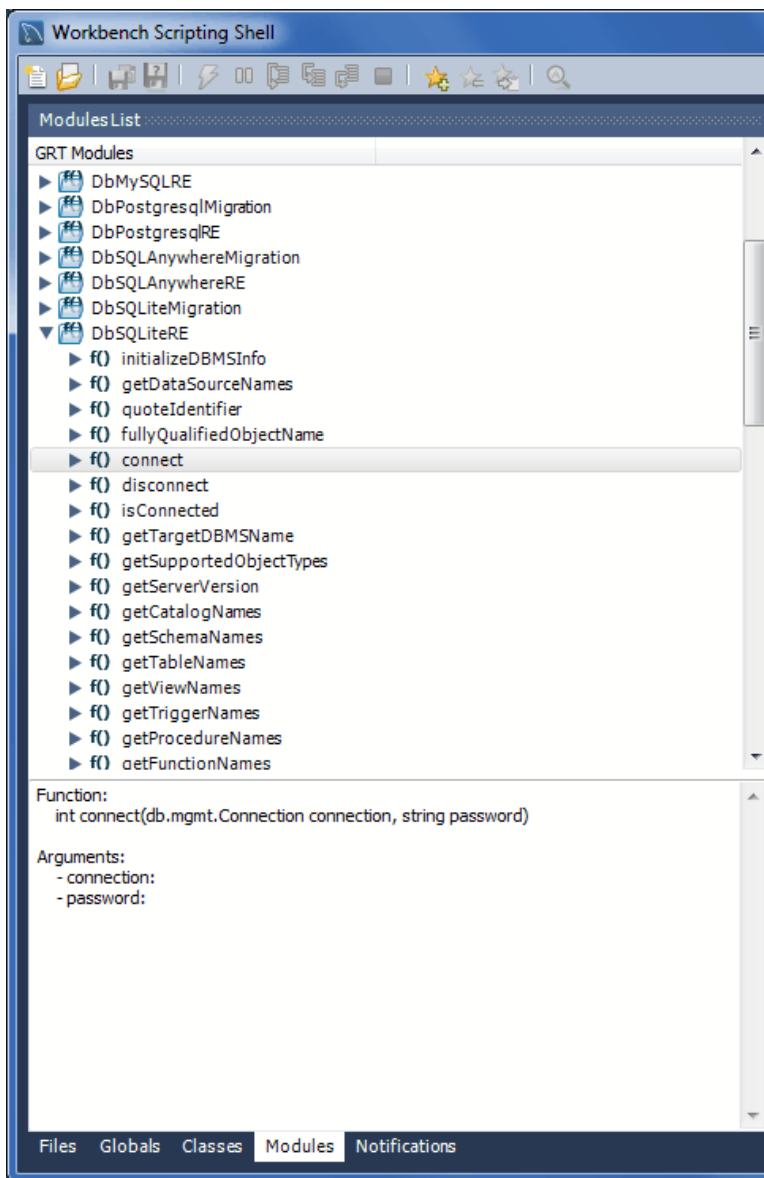 Workbench Scripting Shell
ModulesList
GRT Modules
DbMySQLRE
DbPostgresqlMigration
DbPostgresqlRE
DbSQLAnywhereMigration
DbSQLAnywhereRE
DbSQLiteMigration
DbSQLiteRE
f() initializeDBMSInfo
f() getDataSourceNames
f() quoteIdentifier
f() fullyQualifiedObjectName
f() connect
f() disconnect
f() isConnected
f() getTargetDBMSName
f() getSupportedObjectTypes
f() getServerVersion
f() getCatalogNames
f() getSchemaNames
f() getTableNames
f() getViewNames
f() getTriggerNames
f() getProcedureNames
f() getFunctionNames
Function:
int connect(db.mgmt.Connection connection, string password)
Arguments:
- connection:
- password:
Files Globals Classes Modules Notifications